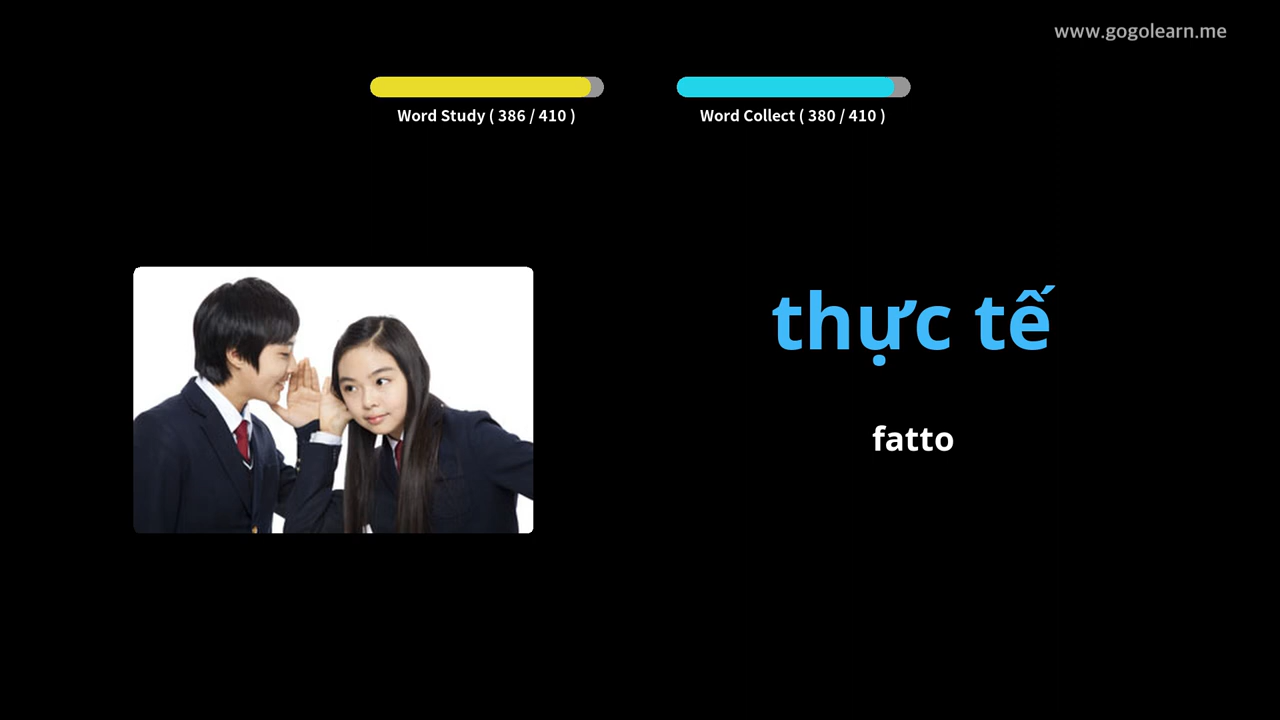 www.gogolearn.me
Word Study ( 386 / 410 )
Word Collect ( 380 / 410 )
thực tế
fatto